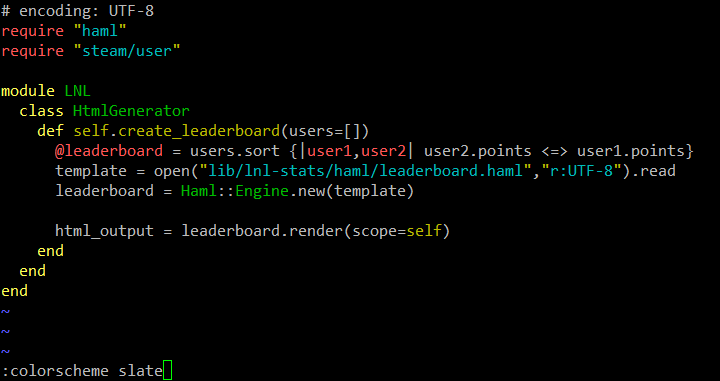 # encoding: UTF-8
require "haml"
require "steam/user"

module LNL
  class HtmlGenerator
    def self.create_leaderboard(users=[])
      @leaderboard = users.sort {|user1,user2| user2.points <=> user1.points}
      template = open("lib/lnl-stats/haml/leaderboard.haml","r:UTF-8").read
      leaderboard = Haml::Engine.new(template)

      html_output = leaderboard.render(scope=self)
    end
  end
end
~
~
~
:colorscheme slate